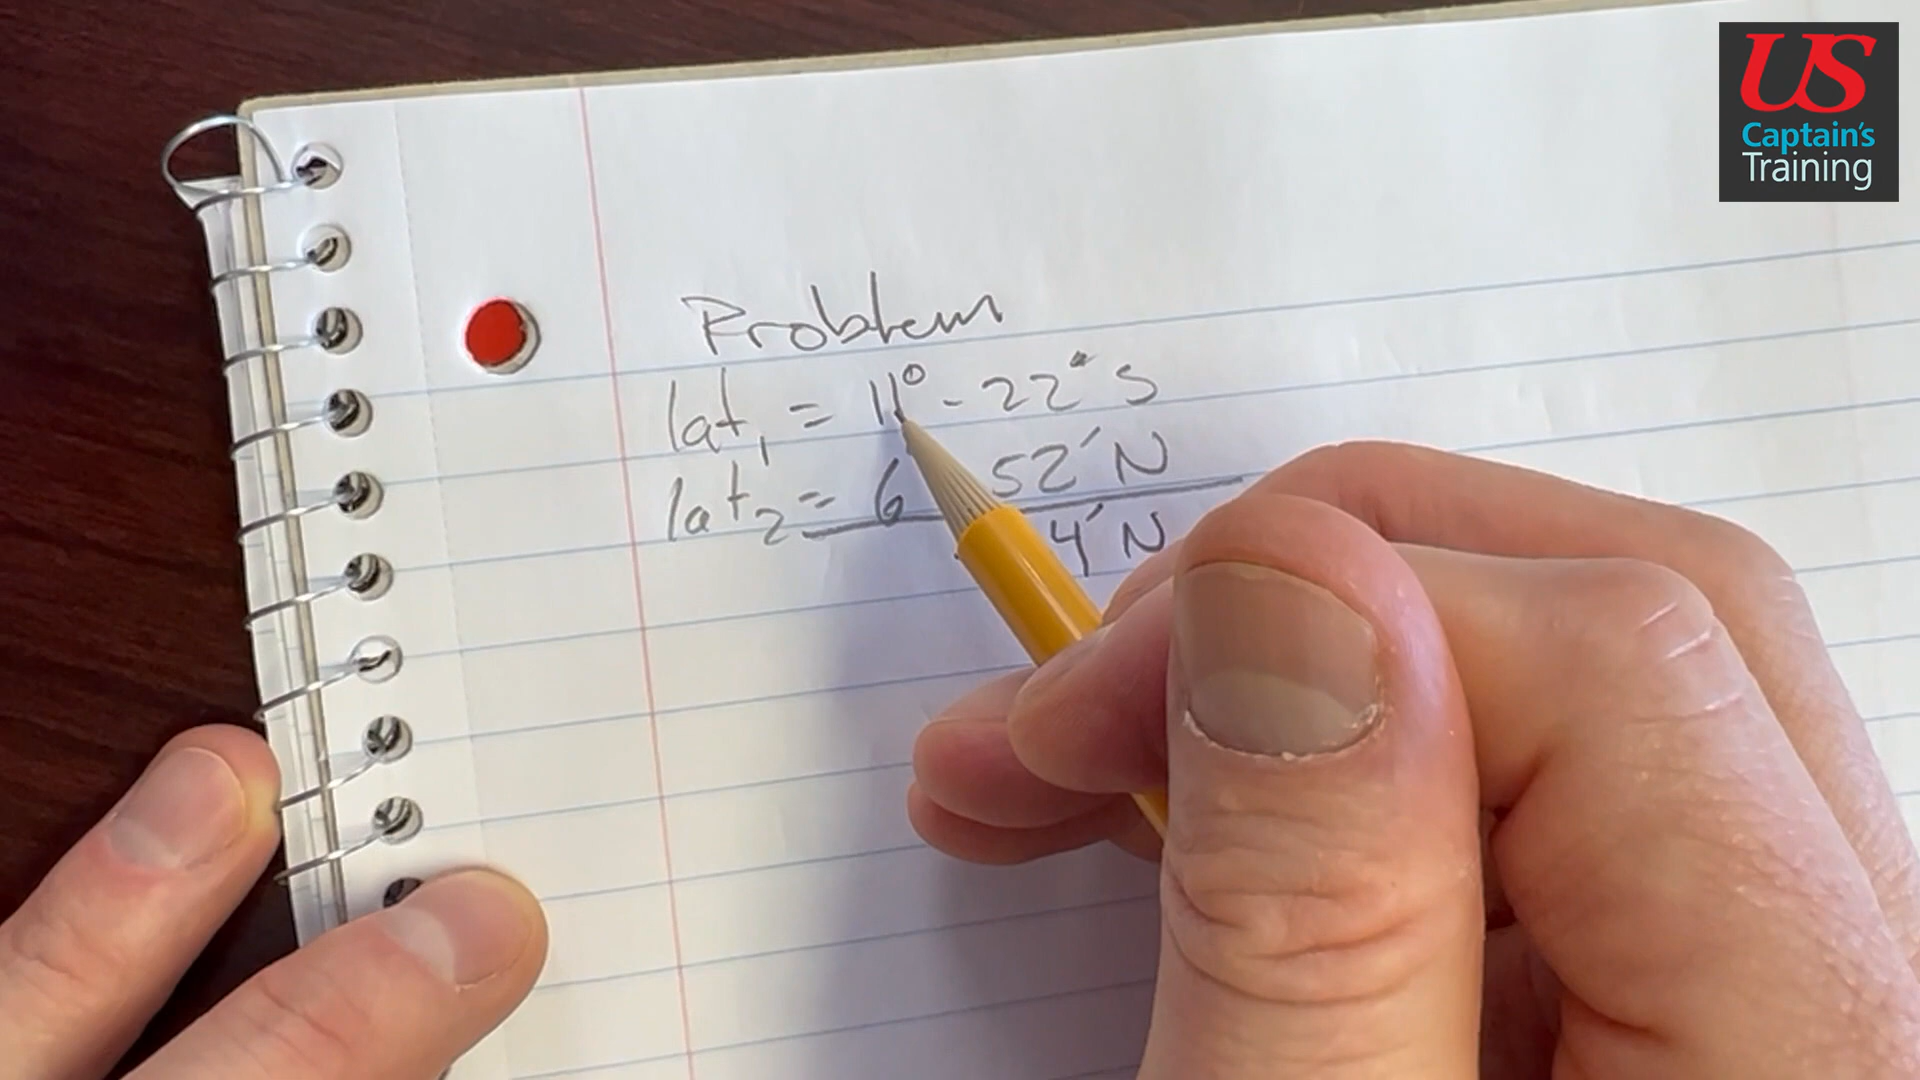 US
Captain's
Training
Problem
lat₁ = 11° - 22' S
lat₂ = 6 52' N
4' N